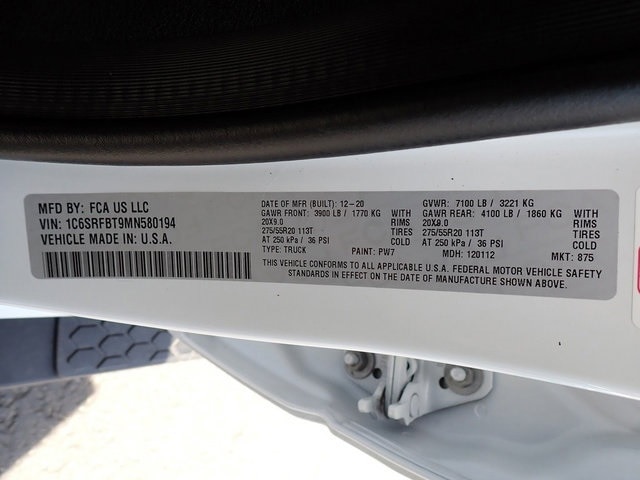 MFD BY: FCA US LLC
VIN: 1C6SRFBT9MN580194
VEHICLE MADE IN U.S.A.
DATE OF MFR (BUILT): 12-20
GAWR FRONT: 3900 LB / 1770 KG WITH
20X9.0 RIMS
275/55R20 113T TIRES
AT 250 kPa / 36 PSI COLD
TYPE: TRUCK PAINT: PW7
GVWR: 7100 LB / 3221 KG
GAWR REAR: 4100 LB / 1860 KG WITH
20X9.0 RIMS
275/55R20 113T TIRES
AT 250 kPa / 36 PSI COLD
MDH: 120112 MKT: 875
THIS VEHICLE CONFORMS TO ALL APPLICABLE U.S.A. FEDERAL MOTOR VEHICLE SAFETY
STANDARDS IN EFFECT ON THE DATE OF MANUFACTURE SHOWN ABOVE.